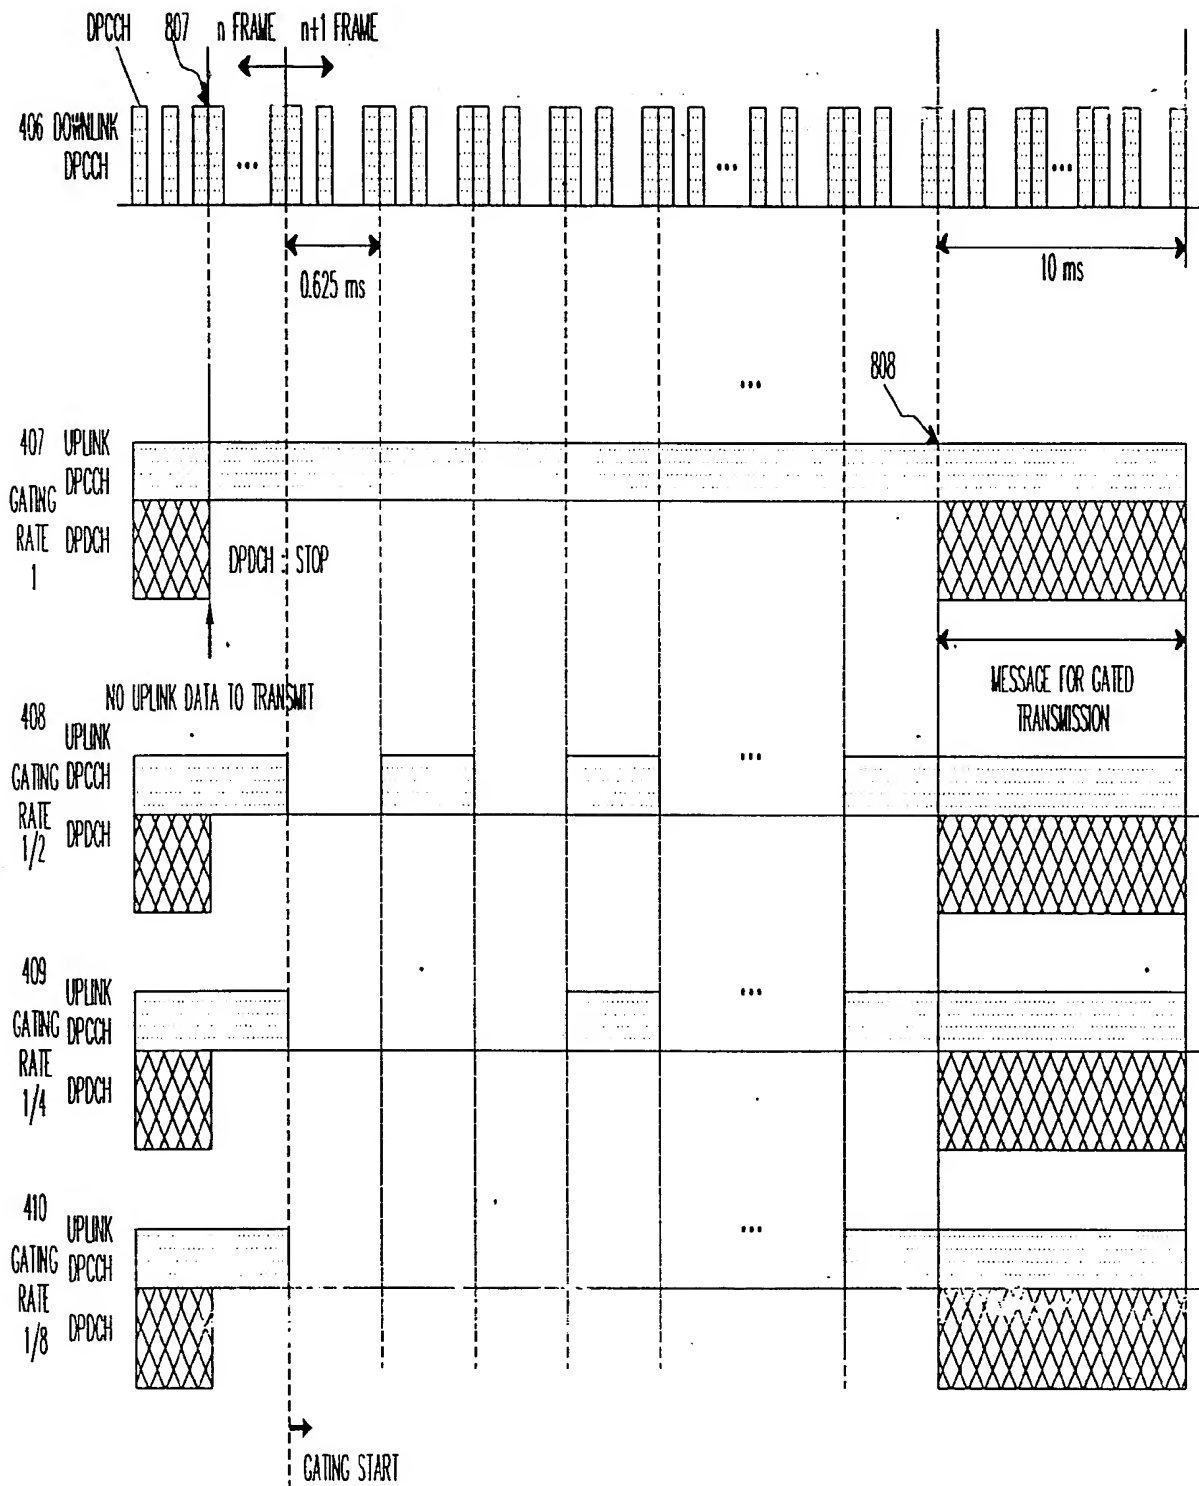 DPCCH 807 n FRAME n+1 FRAME
406 DOWNLINK
DPCCH
...
...
...
0.625 ms
10 ms
...
808
407 UPLINK
DPCCH
GATING
RATE DPDCH
1
DPDCH : STOP
NO UPLINK DATA TO TRANSMIT
MESSAGE FOR GATED
TRANSMISSION
408
UPLINK
GATING DPCCH
RATE
1/2 DPDCH
...
409
UPLINK
GATING DPCCH
RATE
1/4 DPDCH
...
410
UPLINK
GATING DPCCH
RATE
1/8 DPDCH
...
GATING START